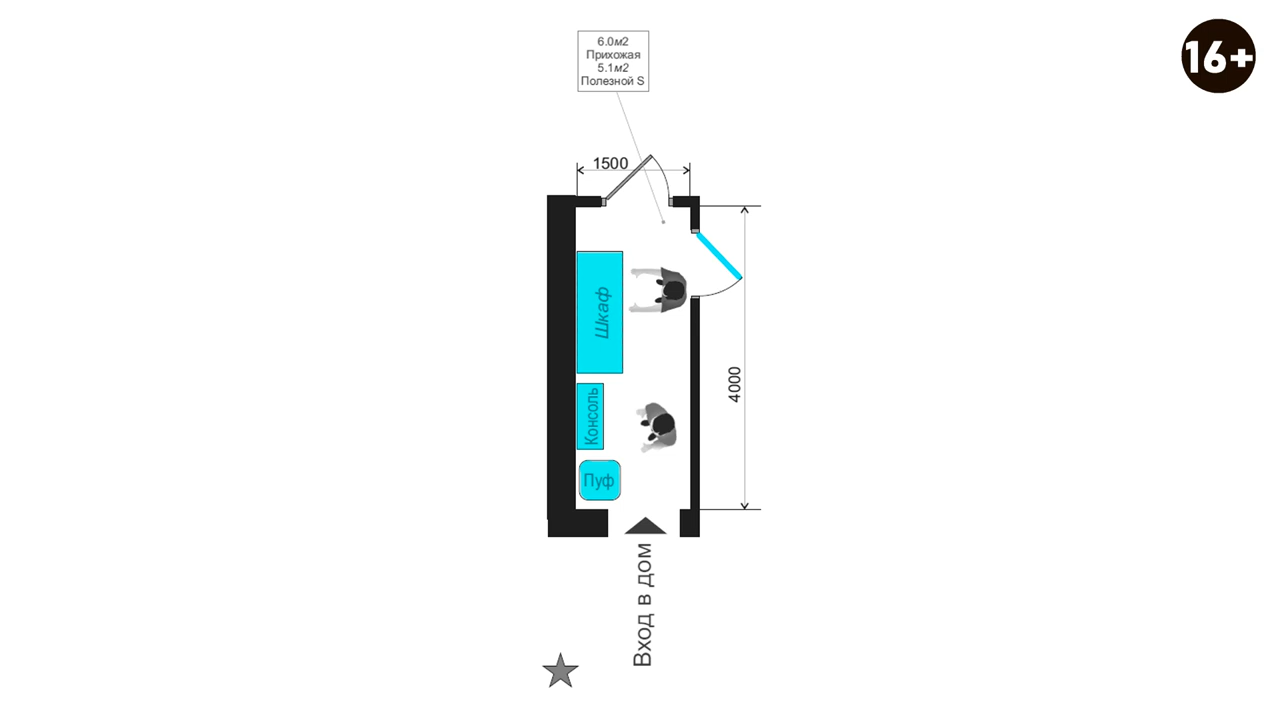 6.0м2
Прихожая
5.1м2
Полезной S
16+
1500
Шкаф
4000
Консоль
Пуф
Вход в дом